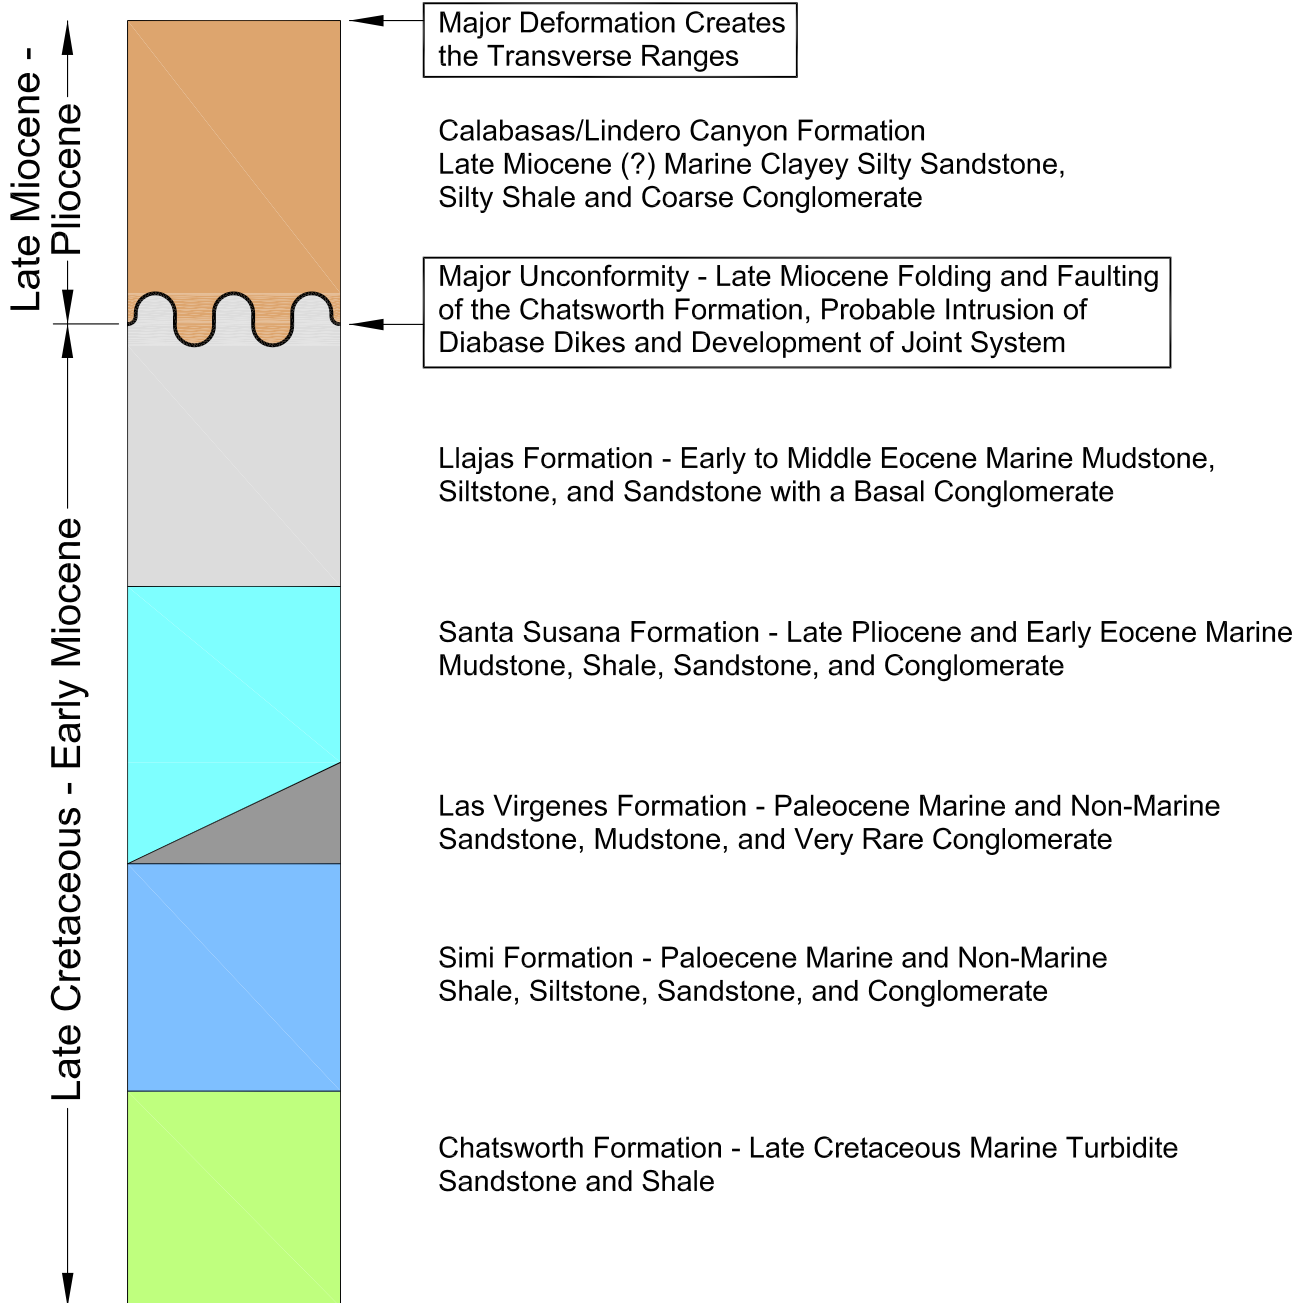 Late Miocene -
Pliocene
Major Deformation Creates
the Transverse Ranges
Calabasas/Lindero Canyon Formation
Late Miocene (?) Marine Clayey Silty Sandstone,
Silty Shale and Coarse Conglomerate
Major Unconformity - Late Miocene Folding and Faulting
of the Chatsworth Formation, Probable Intrusion of
Diabase Dikes and Development of Joint System
Late Cretaceous - Early Miocene
Llajas Formation - Early to Middle Eocene Marine Mudstone,
Siltstone, and Sandstone with a Basal Conglomerate
Santa Susana Formation - Late Pliocene and Early Eocene Marine
Mudstone, Shale, Sandstone, and Conglomerate
Las Virgenes Formation - Paleocene Marine and Non-Marine
Sandstone, Mudstone, and Very Rare Conglomerate
Simi Formation - Paloecene Marine and Non-Marine
Shale, Siltstone, Sandstone, and Conglomerate
Chatsworth Formation - Late Cretaceous Marine Turbidite
Sandstone and Shale